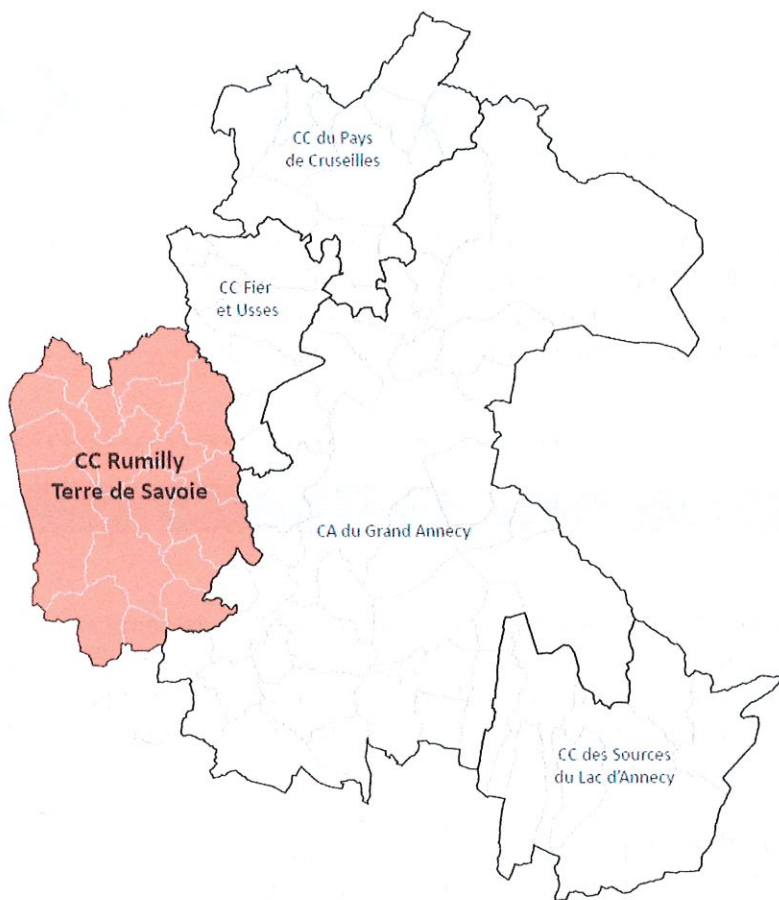 CC du Pays
de Cruseilles
CC Fier
et Usses
CC Rumilly
Terre de Savoie
CA du Grand Annecy
CC des Sources
du Lac d'Annecy